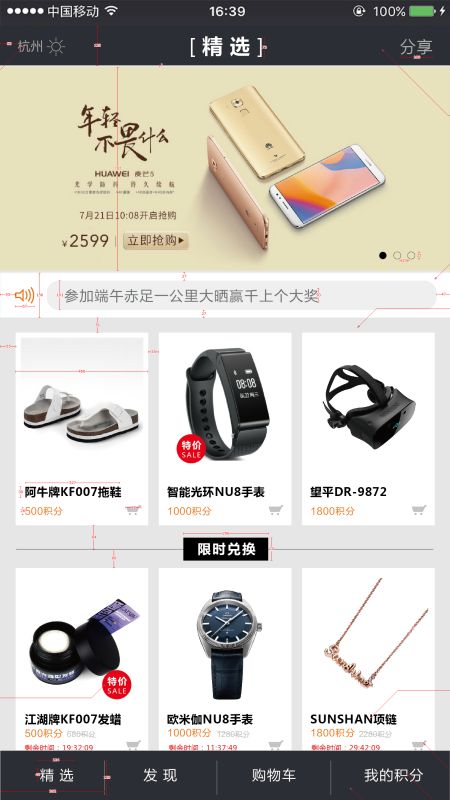 中国移动 16:39 100%
杭州 [ 精 选 ] 分享
年轻
不畏什么
HUAWEI 麦芒5
光学防抖 持久续航
7月21日10:08开启抢购
¥2599 立即抢购
参加端午赤足一公里大晒赢千上个大奖
08:08
特价
SALE
阿牛牌KF007拖鞋 智能光环NU8手表 望平DR-9872
500积分 1000积分 1800积分
限时兑换
特价
SALE
江湖牌KF007发蜡 欧米伽NU8手表 SUNSHAN项链
500积分 680积分 1000积分 1280积分 1800积分 2280积分
剩余时间：19:32:09 剩余时间：11:37:49 剩余时间：29:42:09
精 选 发 现 购物车 我的积分